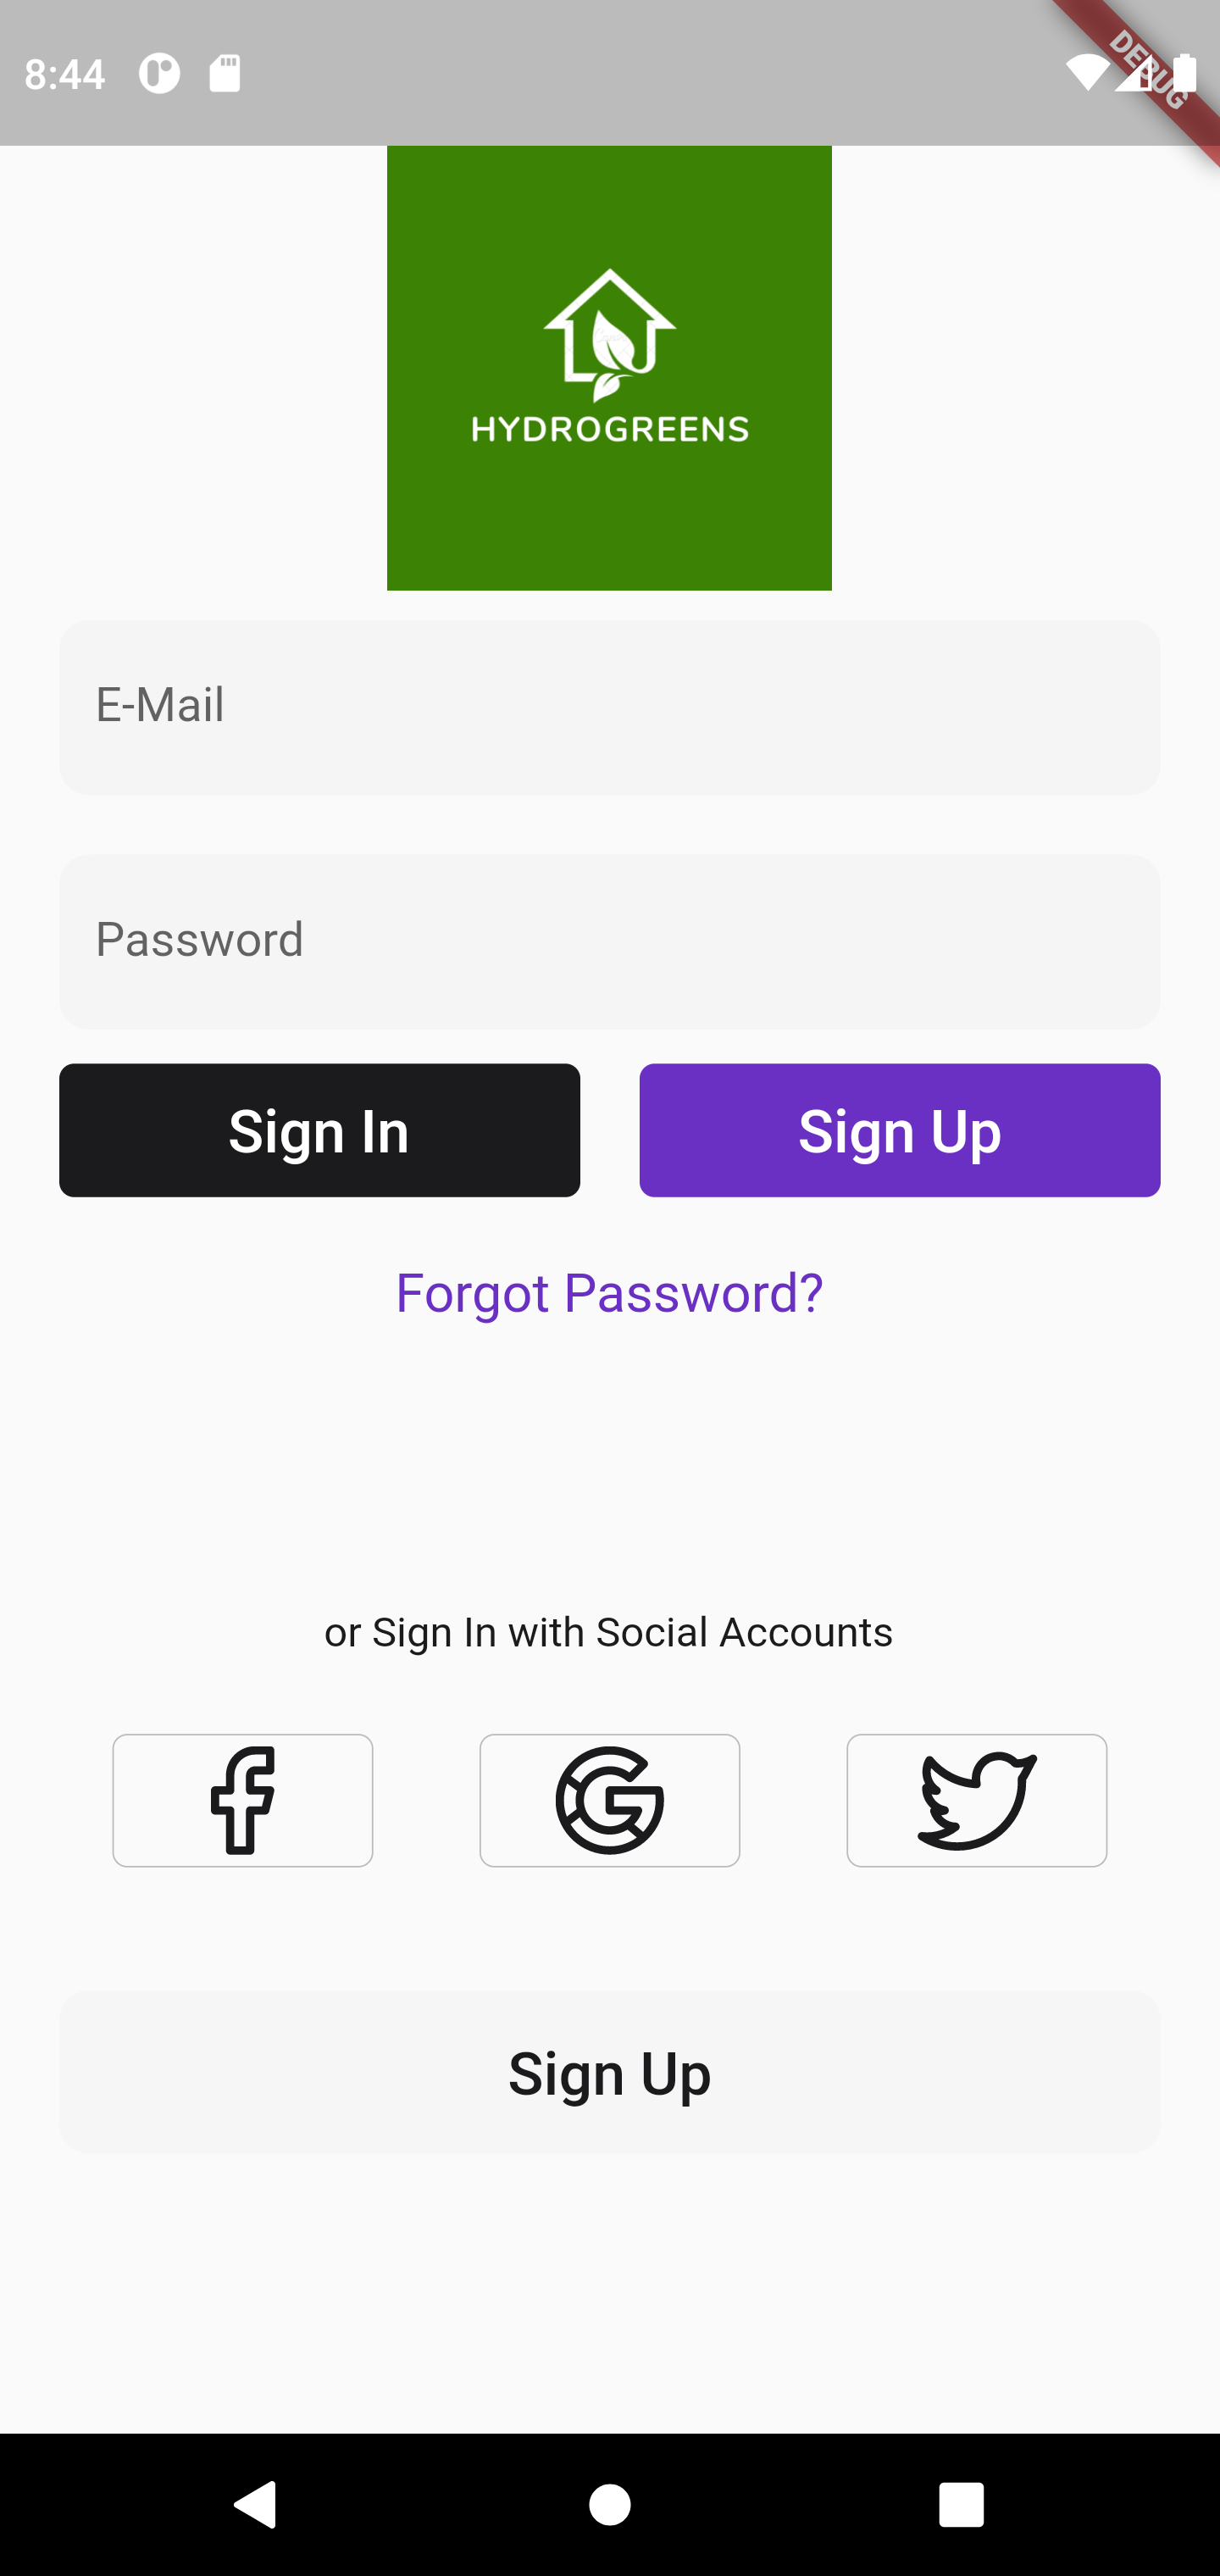 8:44
DEBUG
HYDROGREENS
E-Mail
Password
Sign In
Sign Up
Forgot Password?
or Sign In with Social Accounts
Sign Up